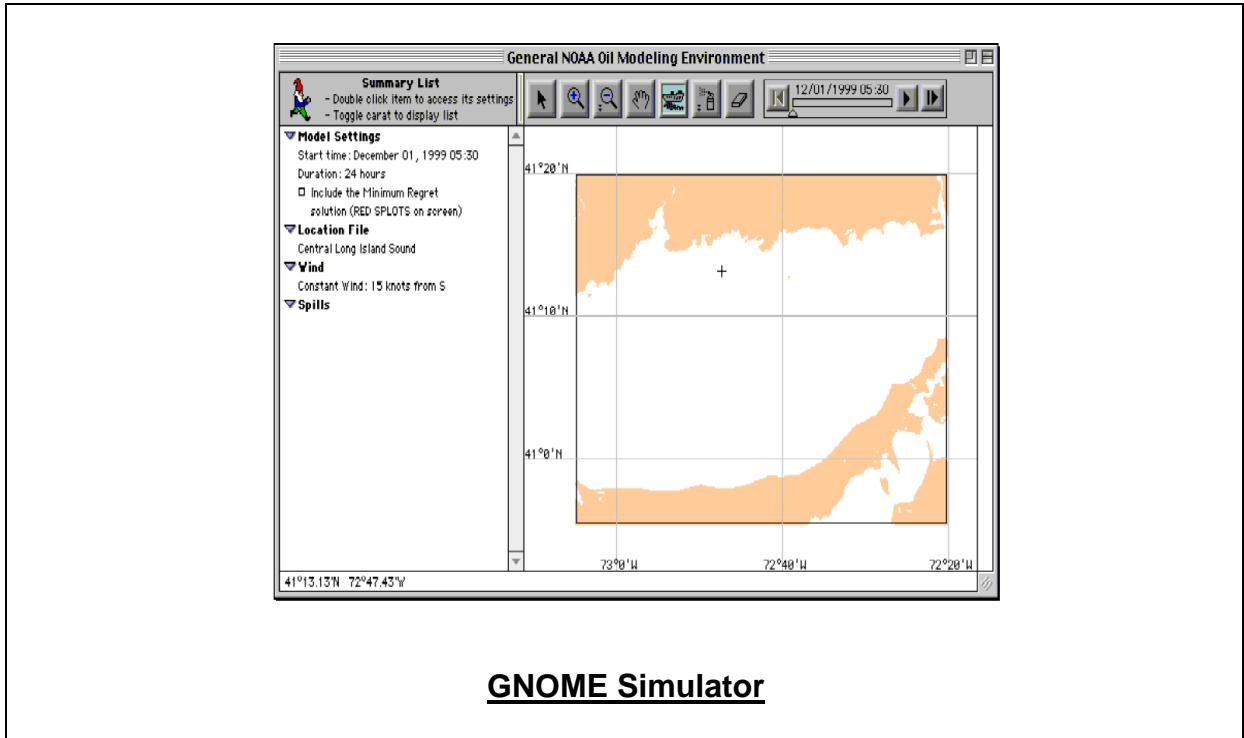 General NOAA Oil Modeling Environment
Summary List
- Double click item to access its settings
- Toggle carat to display list
12/01/1999 05:30
Model Settings
Start time: December 01, 1999 05:30
Duration: 24 hours
Include the Minimum Regret
solution (RED SPLOTS on screen)
Location File
Central Long Island Sound
Wind
Constant Wind: 15 knots from S
Spills
41°20'N
41°10'N
41°0'N
73°0'W
72°40'W
72°20'W
41°13.13'N 72°47.43'W
GNOME Simulator